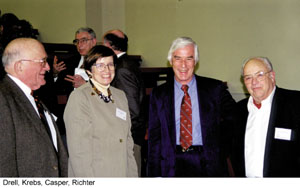 Drell, Krebs, Casper, Richter